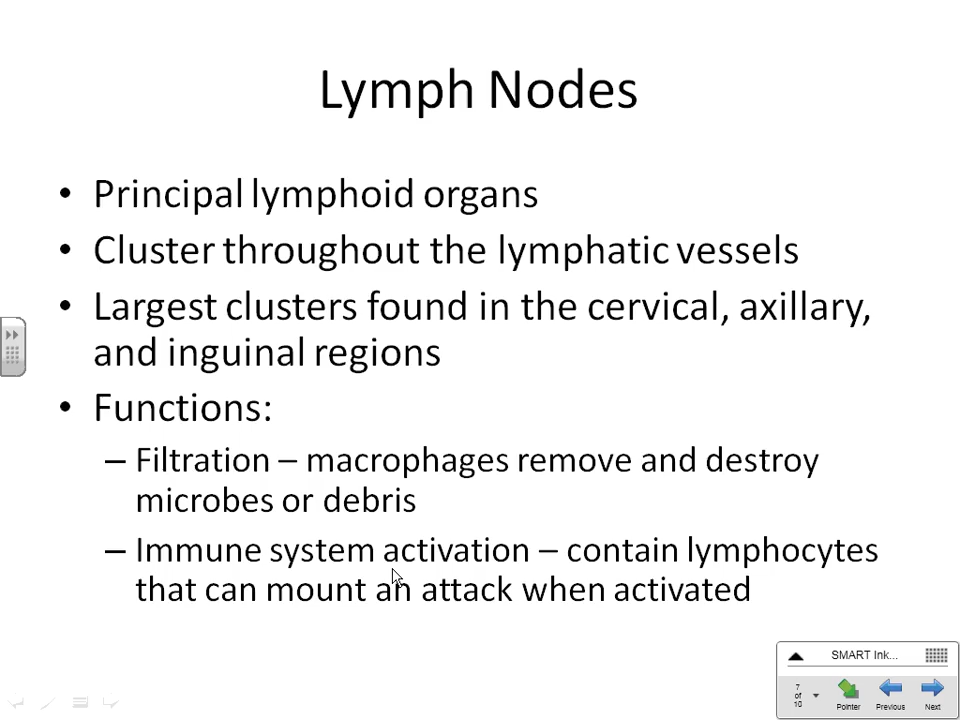 Lymph Nodes
• Principal lymphoid organs
• Cluster throughout the lymphatic vessels
• Largest clusters found in the cervical, axillary,
and inguinal regions
• Functions:
– Filtration – macrophages remove and destroy
microbes or debris
– Immune system activation – contain lymphocytes
that can mount an attack when activated
SMART Ink...
7
of
10
Pointer
Previous
Next